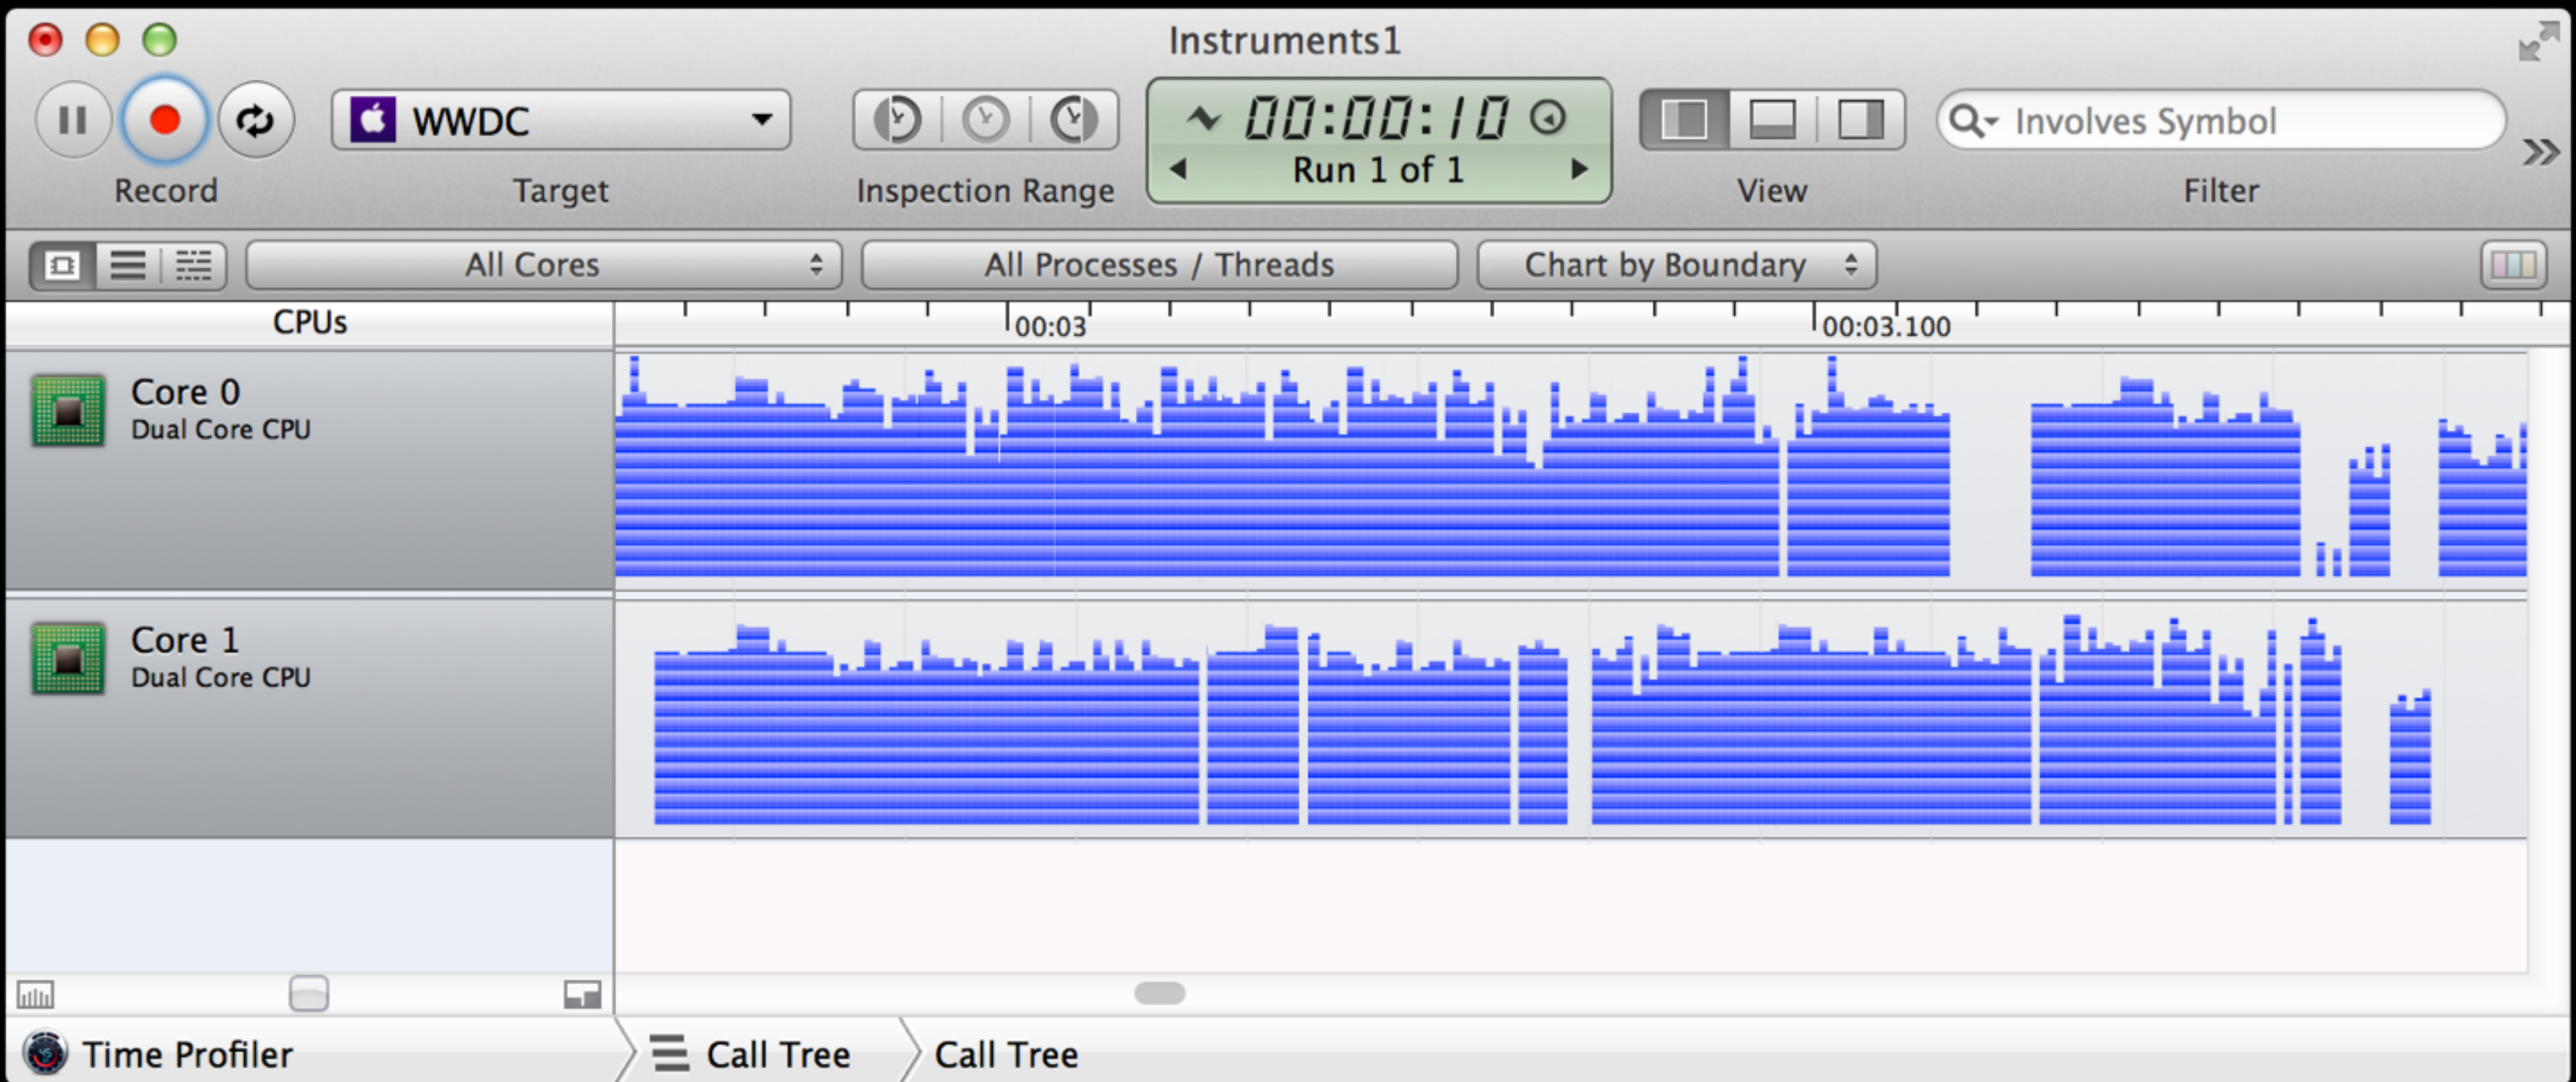 Instruments1
WWDC
00:00:10
Run 1 of 1
Involves Symbol
Record
Target
Inspection Range
View
Filter
All Cores
All Processes / Threads
Chart by Boundary
CPUs
00:03
00:03.100
Core 0
Dual Core CPU
Core 1
Dual Core CPU
Time Profiler
Call Tree
Call Tree